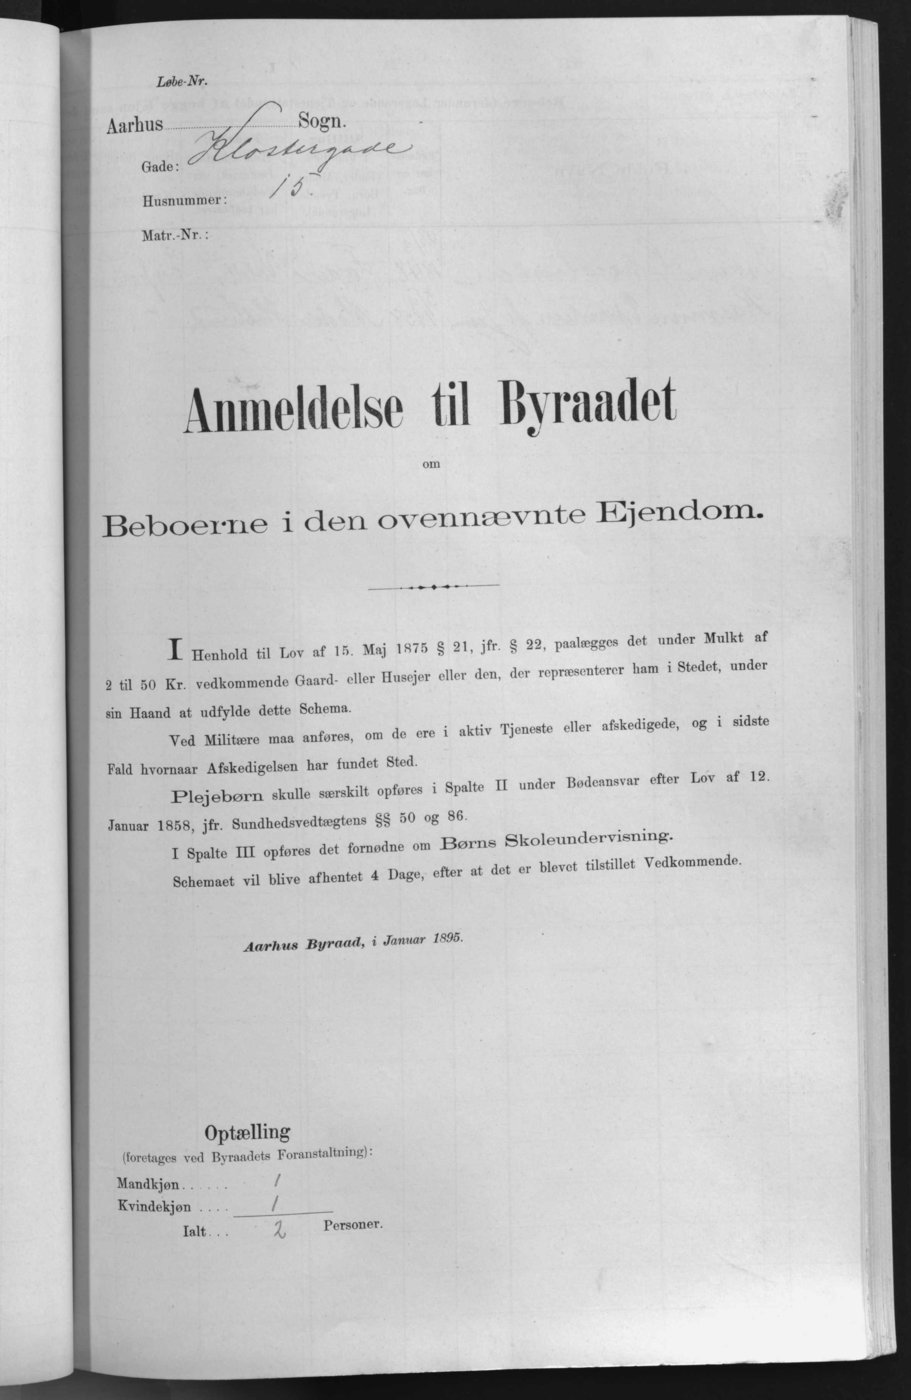 Løbe-Nr.
Aarhus Sogn.
Gade: Klostergade
Husnummer: 15.
Matr.-Nr.:
Anmeldelse til Byraadet
om
Beboerne i den ovennævnte Ejendom.
I Henhold til Lov af 15. Maj 1875 § 21, jfr. § 22, paalægges det under Mulkt af
2 til 50 Kr. vedkommende Gaard- eller Husejer eller den, der repræsenterer ham i Stedet, under
sin Haand at udfylde dette Schema.
Ved Militære maa anføres, om de ere i aktiv Tjeneste eller afskedigede, og i sidste
Fald hvornaar Afskedigelsen har fundet Sted.
Plejebørn skulle særskilt opføres i Spalte II under Bødeansvar efter Lov af 12.
Januar 1858, jfr. Sundhedsvedtægtens §§ 50 og 86.
I Spalte III opføres det fornødne om Børns Skoleundervisning.
Schemaet vil blive afhentet 4 Dage, efter at det er blevet tilstillet Vedkommende.
Aarhus Byraad, i Januar 1895.
Optælling
(foretages ved Byraadets Foranstaltning):
Mandkjøn...... 1
Kvindekjøn .... 1
Ialt... 2 Personer.